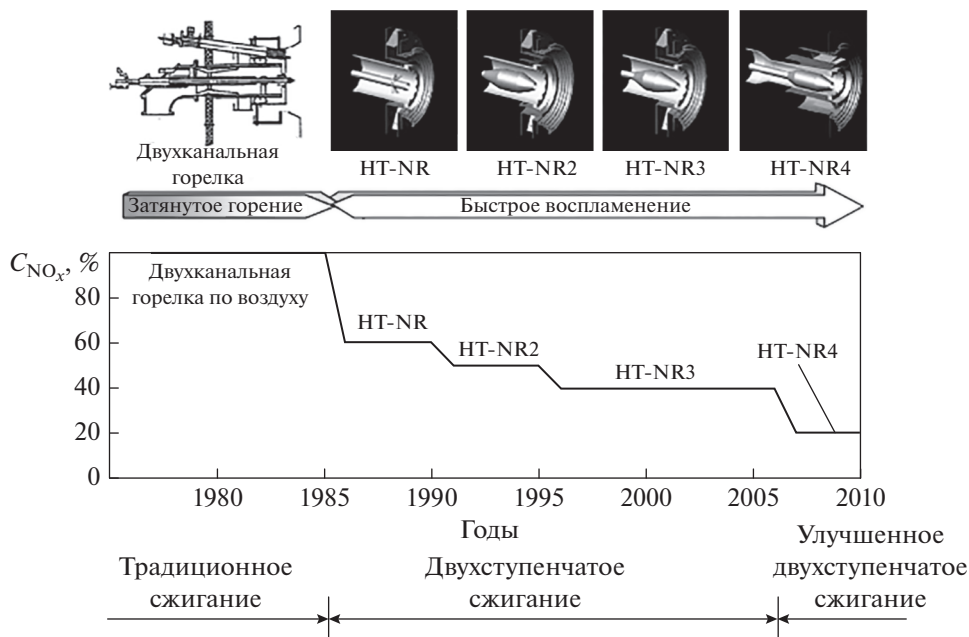 Двухканальная
горелка
HT-NR
HT-NR2
HT-NR3
HT-NR4
Затянутое горение
Быстрое воспламенение
C_NOx, %
Двухканальная
горелка по воздуху
HT-NR
HT-NR2
HT-NR3
HT-NR4
80
60
40
20
0
1980 1985 1990 1995 2000 2005 2010
Годы
Традиционное
сжигание
Двухступенчатое
сжигание
Улучшенное
двухступенчатое
сжигание